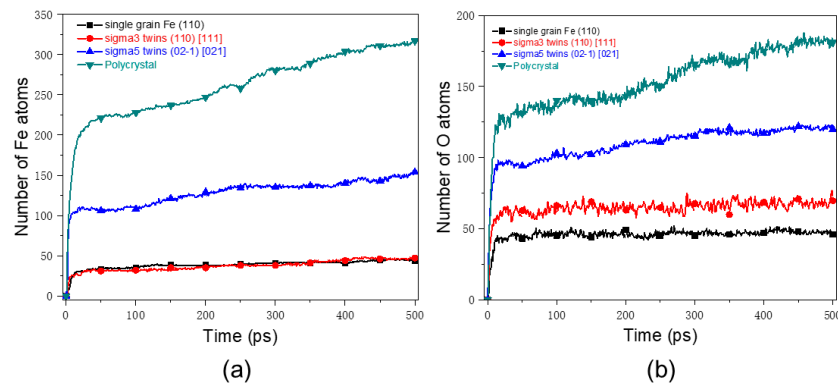 single grain Fe (110)
sigma3 twins (110) [111]
sigma5 twins (02-1) [021]
Polycrystal
350
300
250
200
150
100
50
0
Number of Fe atoms
0
100
200
300
400
500
Time (ps)
(a)
single grain Fe (110)
sigma3 twins (110) [111]
sigma5 twins (02-1) [021]
Polycrystal
200
150
100
50
0
Number of O atoms
0
100
200
300
400
500
Time (ps)
(b)